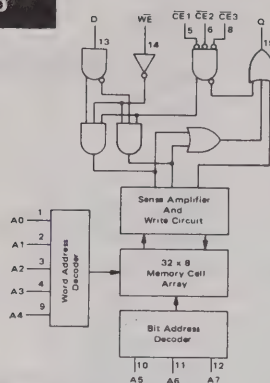 D
WE
CE1 CE2 CE3
Q
13
14
5 6 8
Sense Amplifier
And
Write Circuit
A0 1
A1 2
A2 3
A3 4
A4 9
Word Address
Decoder
32 x 8
Memory Cell
Array
Bit Address
Decoder
10 11 12
A5 A6 A7